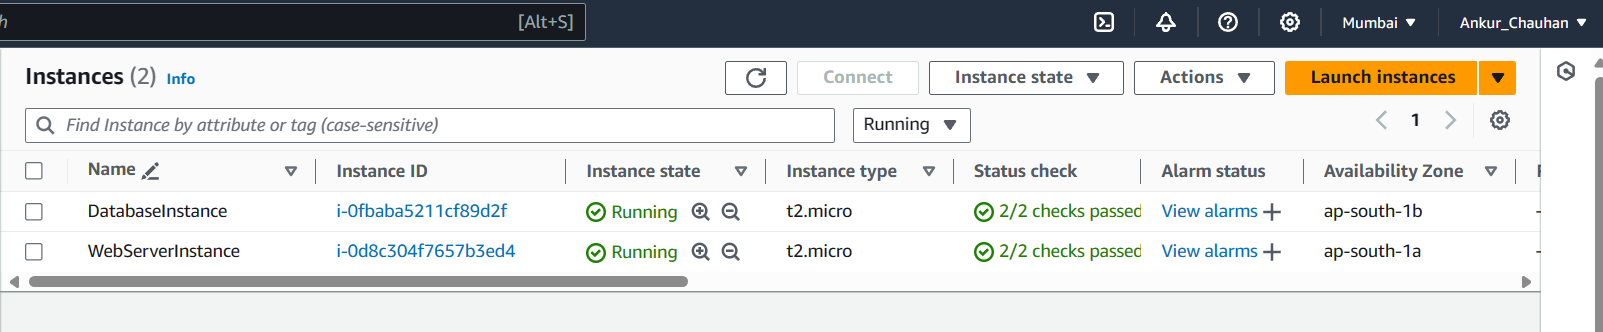 [Alt+S] Mumbai Ankur_Chauhan
Instances (2) Info Connect Instance state Actions Launch instances
Find Instance by attribute or tag (case-sensitive) Running 1
Name Instance ID Instance state Instance type Status check Alarm status Availability Zone
DatabaseInstance i-0fbaba5211cf89d2f Running t2.micro 2/2 checks passed View alarms ap-south-1b
WebServerInstance i-0d8c304f7657b3ed4 Running t2.micro 2/2 checks passed View alarms ap-south-1a